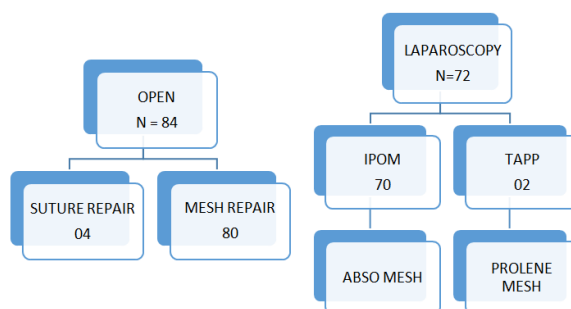 OPEN
N = 84
SUTURE REPAIR
04
MESH REPAIR
80
LAPAROSCOPY
N=72
IPOM
70
TAPP
02
ABSO MESH
PROLENE
MESH